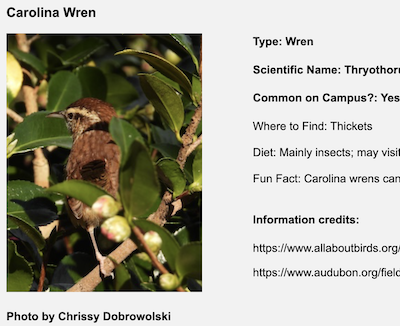 Carolina Wren
Type: Wren
Scientific Name: Thryothor
Common on Campus?: Yes
Where to Find: Thickets
Diet: Mainly insects; may visit
Fun Fact: Carolina wrens can
Information credits:
https://www.allaboutbirds.org/
https://www.audubon.org/field
Photo by Chrissy Dobrowolski